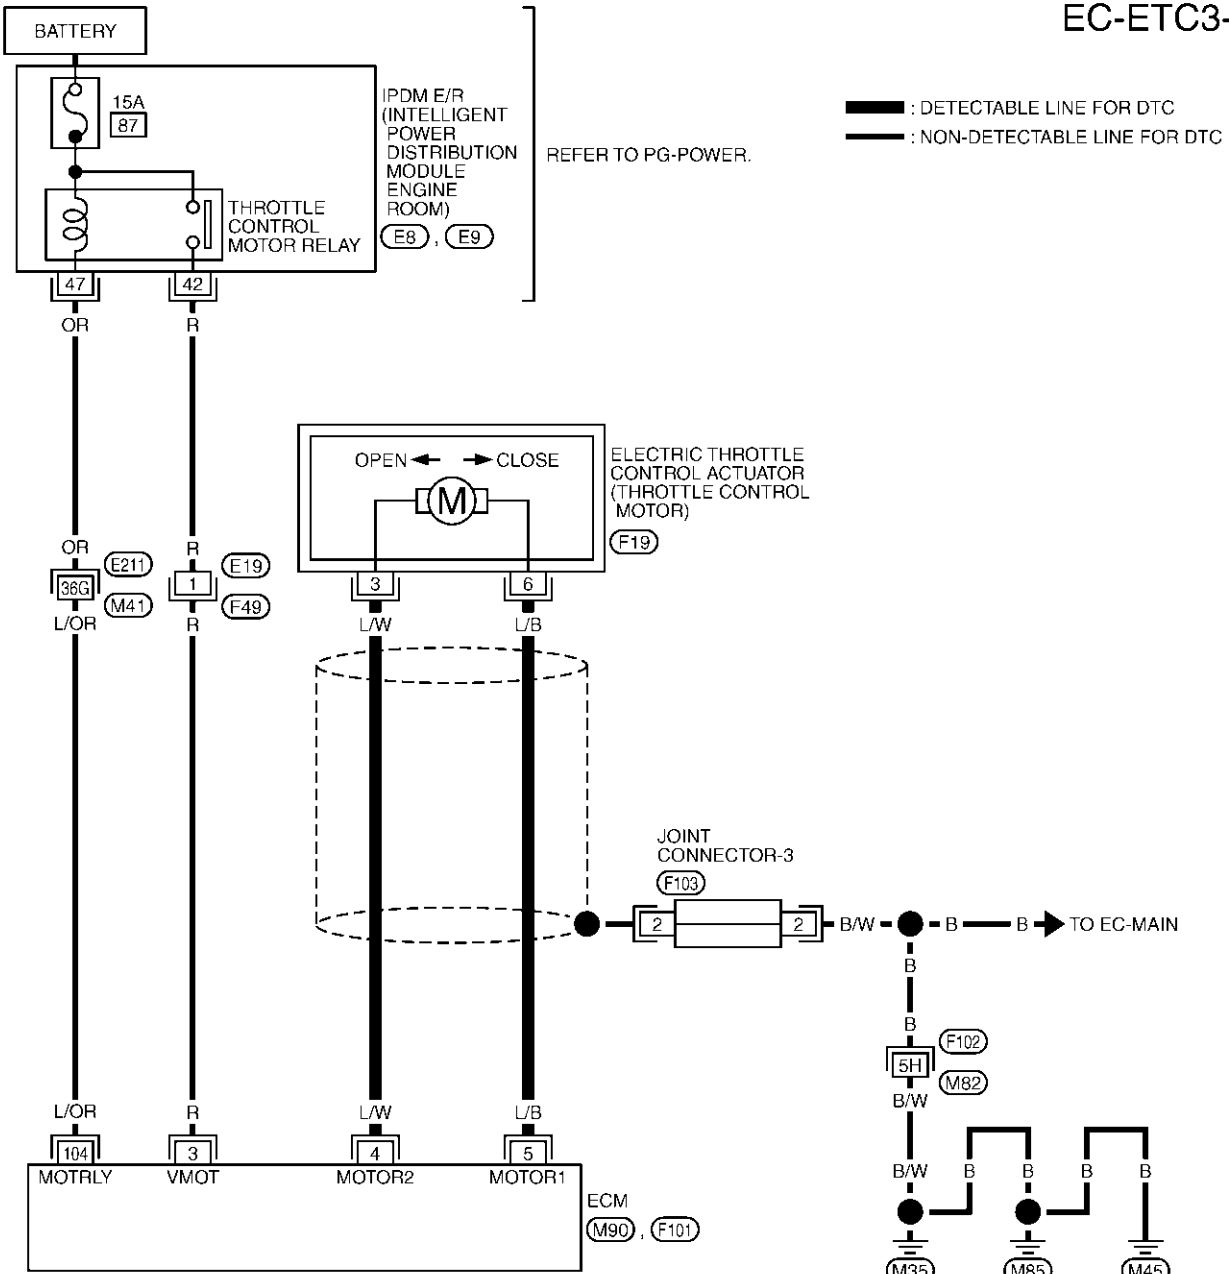 EC-ETC3-
BATTERY
15A
87
IPDM E/R
(INTELLIGENT
POWER
DISTRIBUTION
MODULE
ENGINE
ROOM)
E8 , E9
REFER TO PG-POWER.
: DETECTABLE LINE FOR DTC
: NON-DETECTABLE LINE FOR DTC
THROTTLE
CONTROL
MOTOR RELAY
47
42
OR
R
OPEN
CLOSE
M
ELECTRIC THROTTLE
CONTROL ACTUATOR
(THROTTLE CONTROL
MOTOR)
F19
OR
R
E211
E19
36G
1
3
6
M41
F49
L/OR
R
L/W
L/B
JOINT
CONNECTOR-3
F103
2
2
B/W
B
B
TO EC-MAIN
B
B
F102
5H
M82
B/W
L/OR
R
L/W
L/B
104
3
4
5
MOTRLY
VMOT
MOTOR2
MOTOR1
B/W
B
B
B
B
ECM
M90 , F101
M35
M85
M45